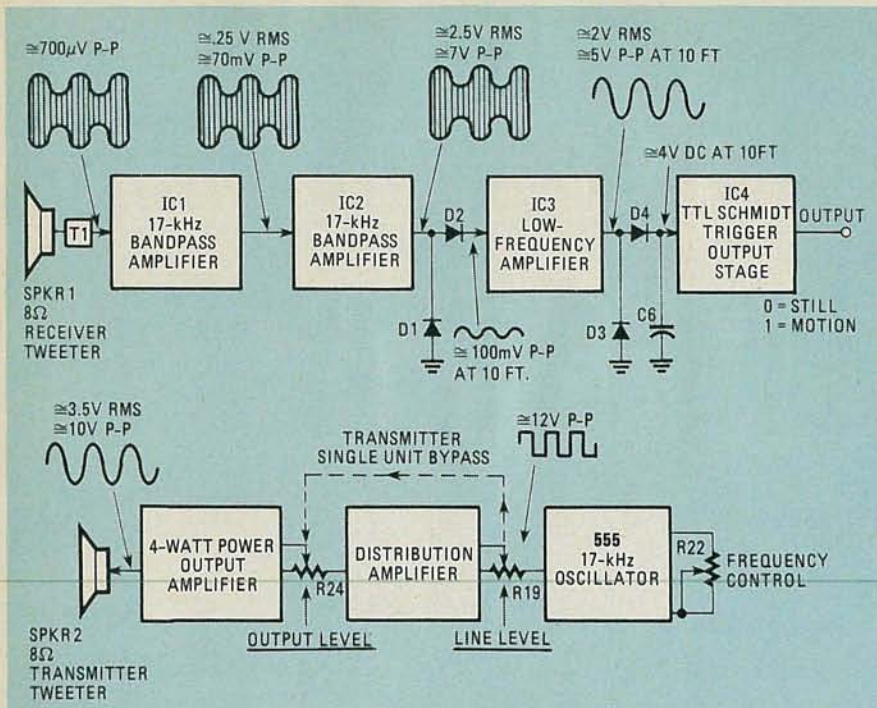 ≅700μV P-P
≅.25 V RMS
≅70mV P-P
≅2.5V RMS
≅7V P-P
≅2V RMS
≅5V P-P AT 10 FT
≅4V DC AT 10FT
T1
IC1
17-kHz
BANDPASS
AMPLIFIER
IC2
17-kHz
BANDPASS
AMPLIFIER
D2
IC3
LOW-
FREQUENCY
AMPLIFIER
D4
IC4
TTL SCHMIDT
TRIGGER
OUTPUT
STAGE
OUTPUT
SPKR1
8Ω
RECEIVER
TWEETER
D1
≅100mV P-P
AT 10 FT.
D3
C6
0 = STILL
1 = MOTION
≅3.5V RMS
≅10V P-P
TRANSMITTER
SINGLE UNIT BYPASS
≅12V P-P
4-WATT POWER
OUTPUT
AMPLIFIER
R24
DISTRIBUTION
AMPLIFIER
R19
555
17-kHz
OSCILLATOR
R22
FREQUENCY
CONTROL
OUTPUT LEVEL
LINE LEVEL
SPKR2
8Ω
TRANSMITTER
TWEETER